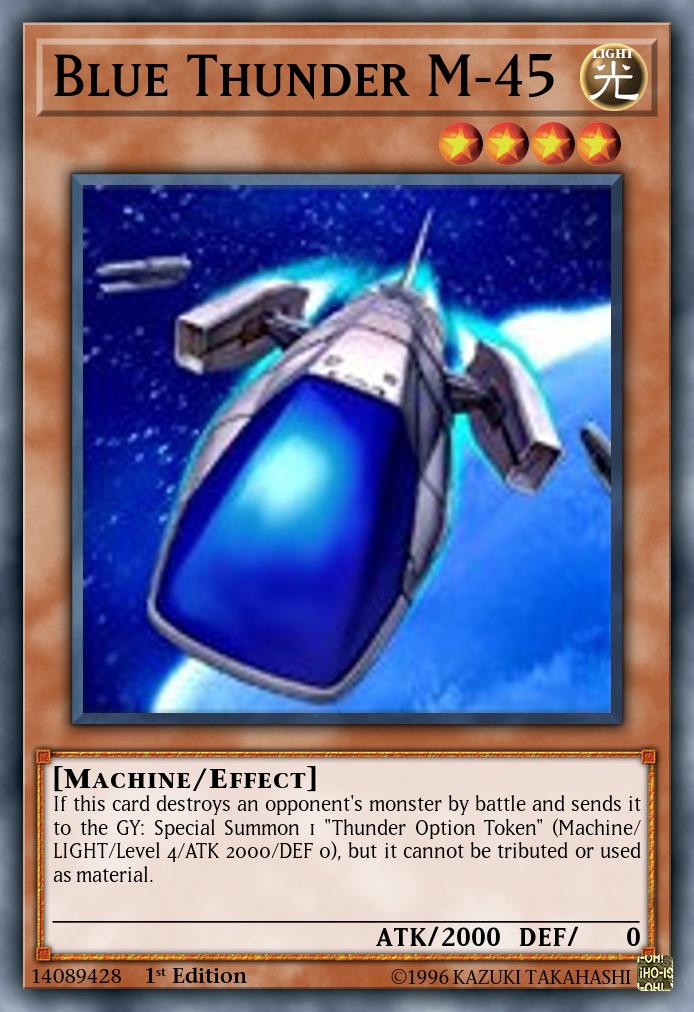 BLUE THUNDER M-45
LIGHT
光
[MACHINE/EFFECT]
If this card destroys an opponent's monster by battle and sends it
to the GY: Special Summon 1 "Thunder Option Token" (Machine/
LIGHT/Level 4/ATK 2000/DEF 0), but it cannot be tributed or used
as material.
ATK/2000 DEF/ 0
14089428 1st Edition ©1996 KAZUKI TAKAHASHI